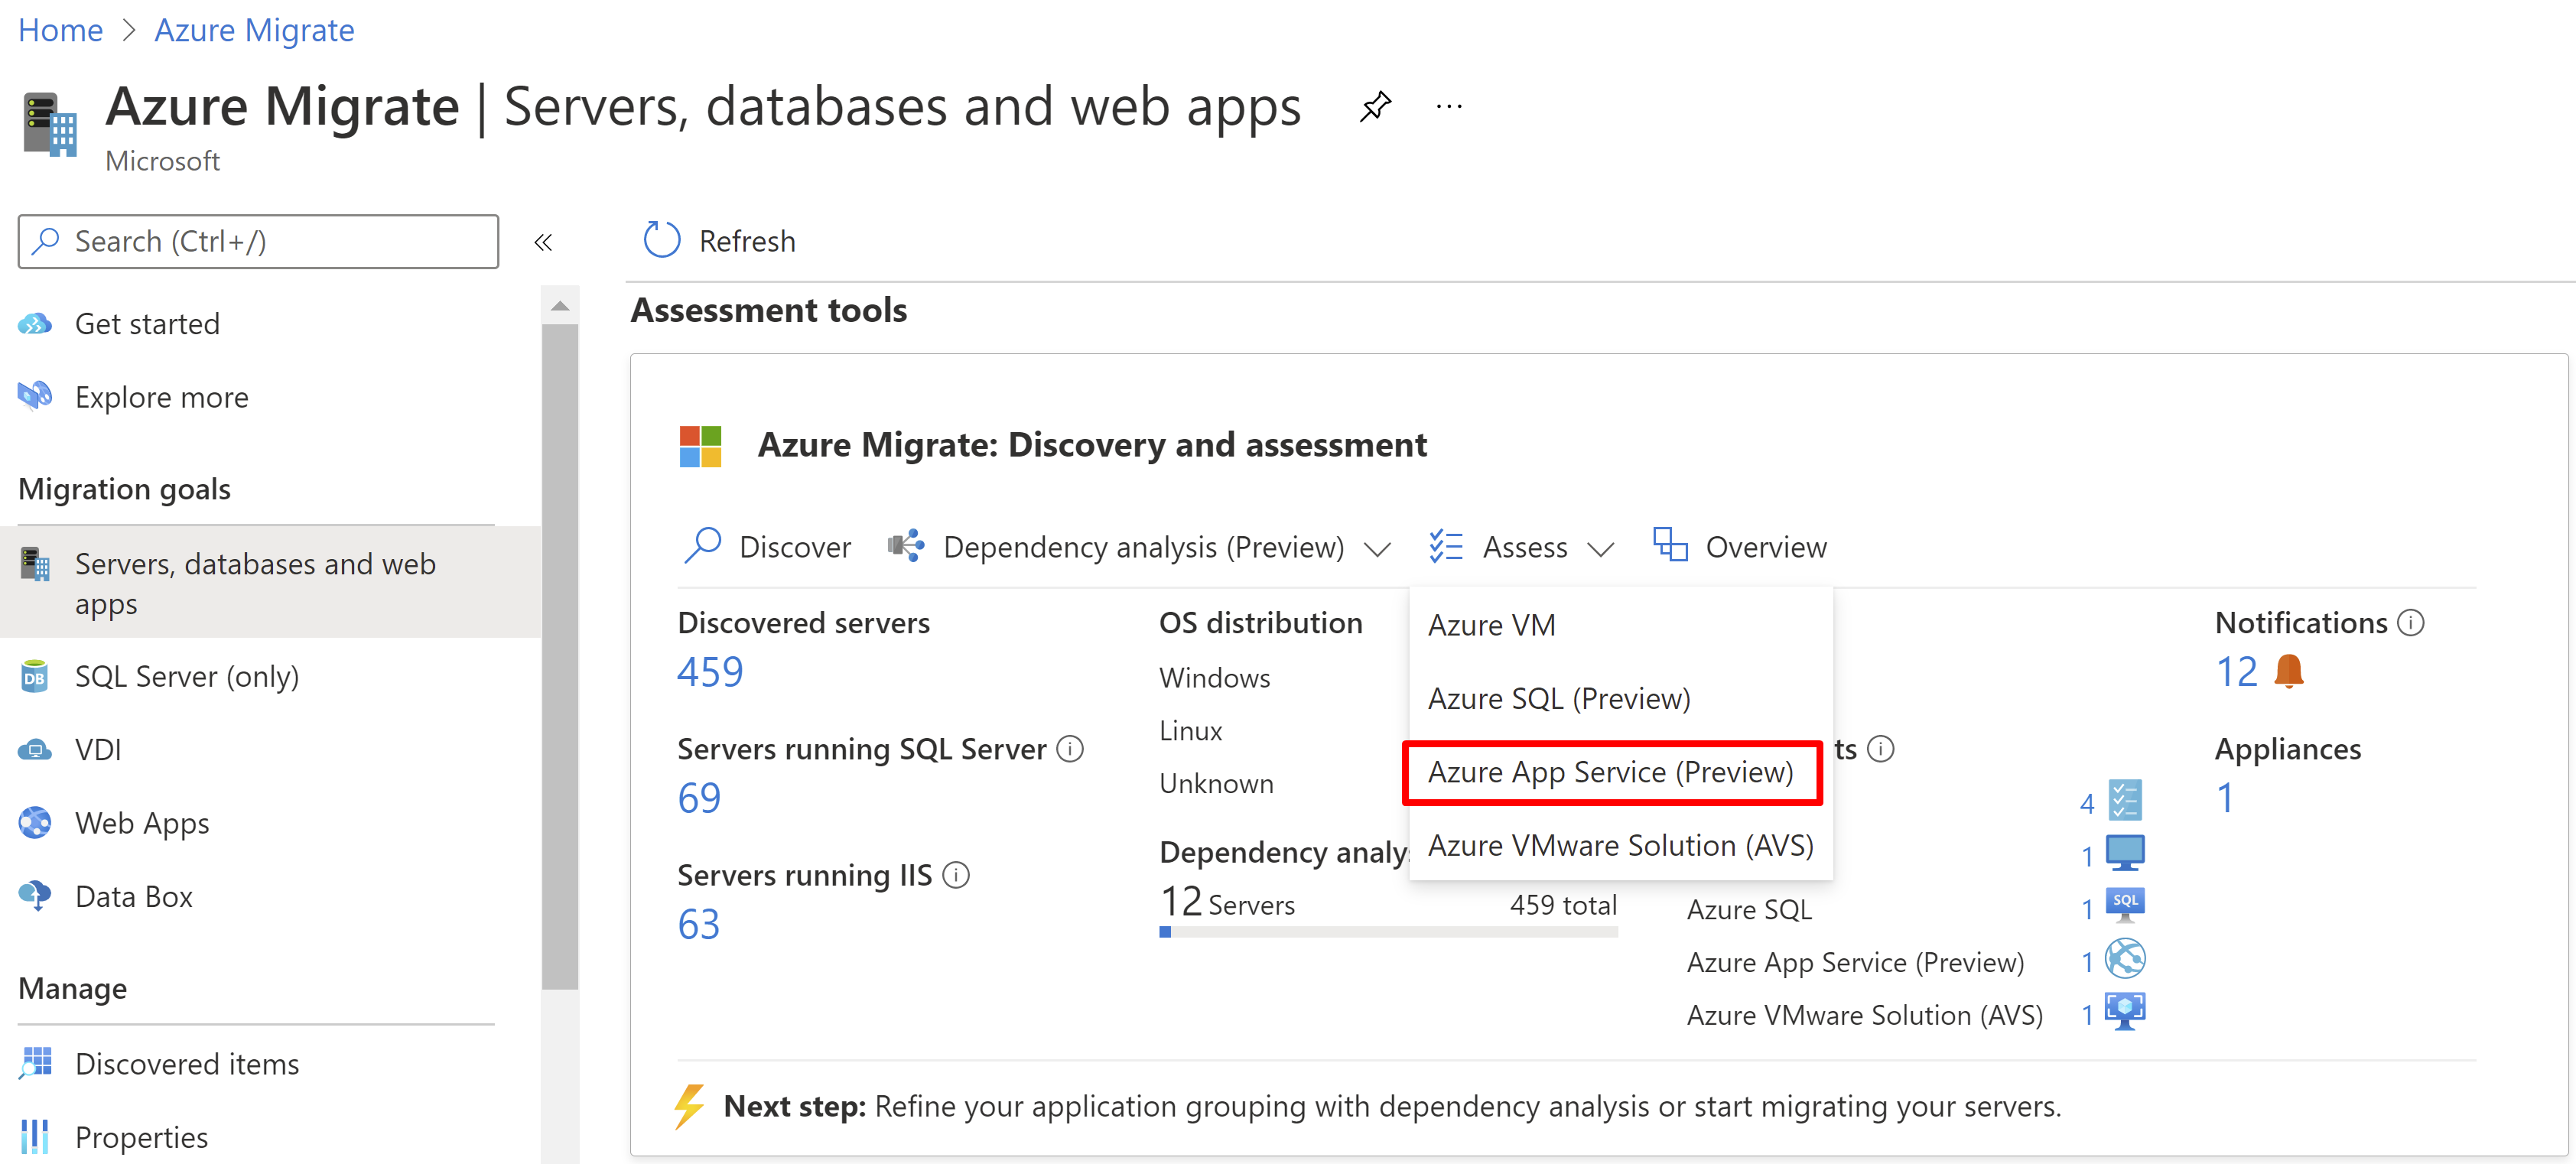 Home > Azure Migrate
Azure Migrate | Servers, databases and web apps ...
Microsoft
Search (Ctrl+/)
«
Get started
Explore more
Migration goals
Servers, databases and web
apps
SQL Server (only)
DB
VDI
Web Apps
Data Box
Manage
Discovered items
Properties
Refresh
Assessment tools
Azure Migrate: Discovery and assessment
Discover
Dependency analysis (Preview)
Assess
Overview
Azure VM
Azure SQL (Preview)
Azure App Service (Preview)
Azure VMware Solution (AVS)
Discovered servers
459
Servers running SQL Server
69
Servers running IIS
63
OS distribution
Windows
Linux
Unknown
Dependency analys
12 Servers 459 total
ts
4
1
Azure SQL 1 SQL
Azure App Service (Preview) 1
Azure VMware Solution (AVS) 1
Notifications
12
Appliances
1
Next step: Refine your application grouping with dependency analysis or start migrating your servers.